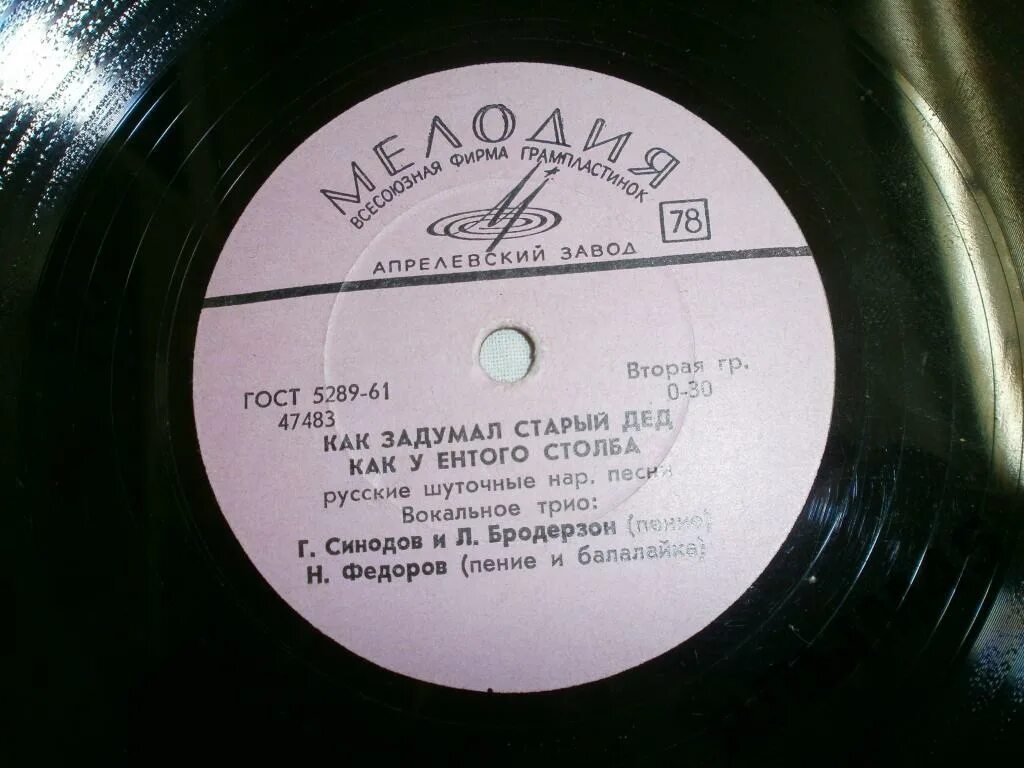 МЕЛОДИЯ
ВСЕСОЮЗНАЯ ФИРМА ГРАМПЛАСТИНОК
78
АПРЕЛЕВСКИЙ ЗАВОД
ГОСТ 5289-61 Вторая гр.
47483 0-30
КАК ЗАДУМАЛ СТАРЫЙ ДЕД
КАК У ЕНТОГО СТОЛБА
русские шуточные нар. песни
Вокальное трио:
Г. Синодов и Л. Бродерзон (пение)
Н. Федоров (пение и балалайка)